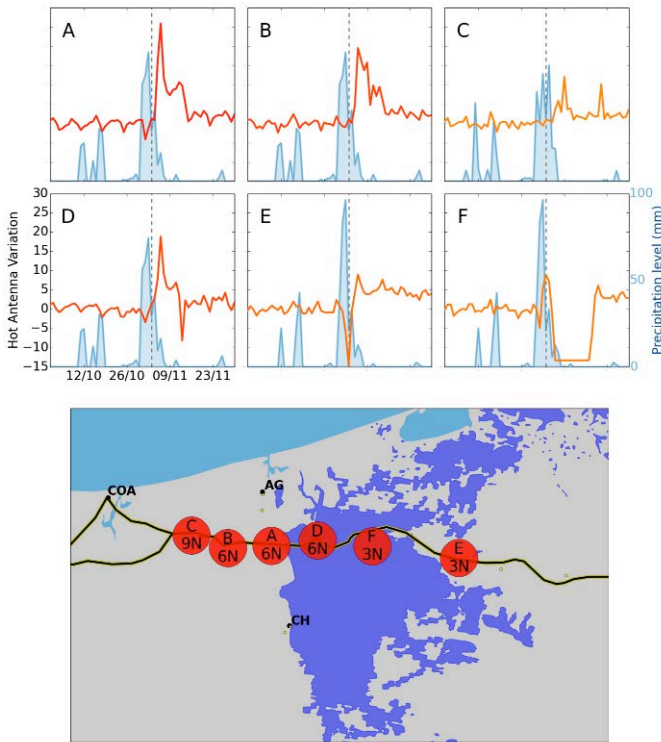 A
B
C
Hot Antenna Variation
30
25
20
15
10
5
0
−5
−10
−15
D
12/10
26/10
09/11
23/11
E
F
100
50
0
Precipitation level (mm)
COA
AG
C
9N
B
6N
A
6N
D
6N
F
3N
E
3N
CH